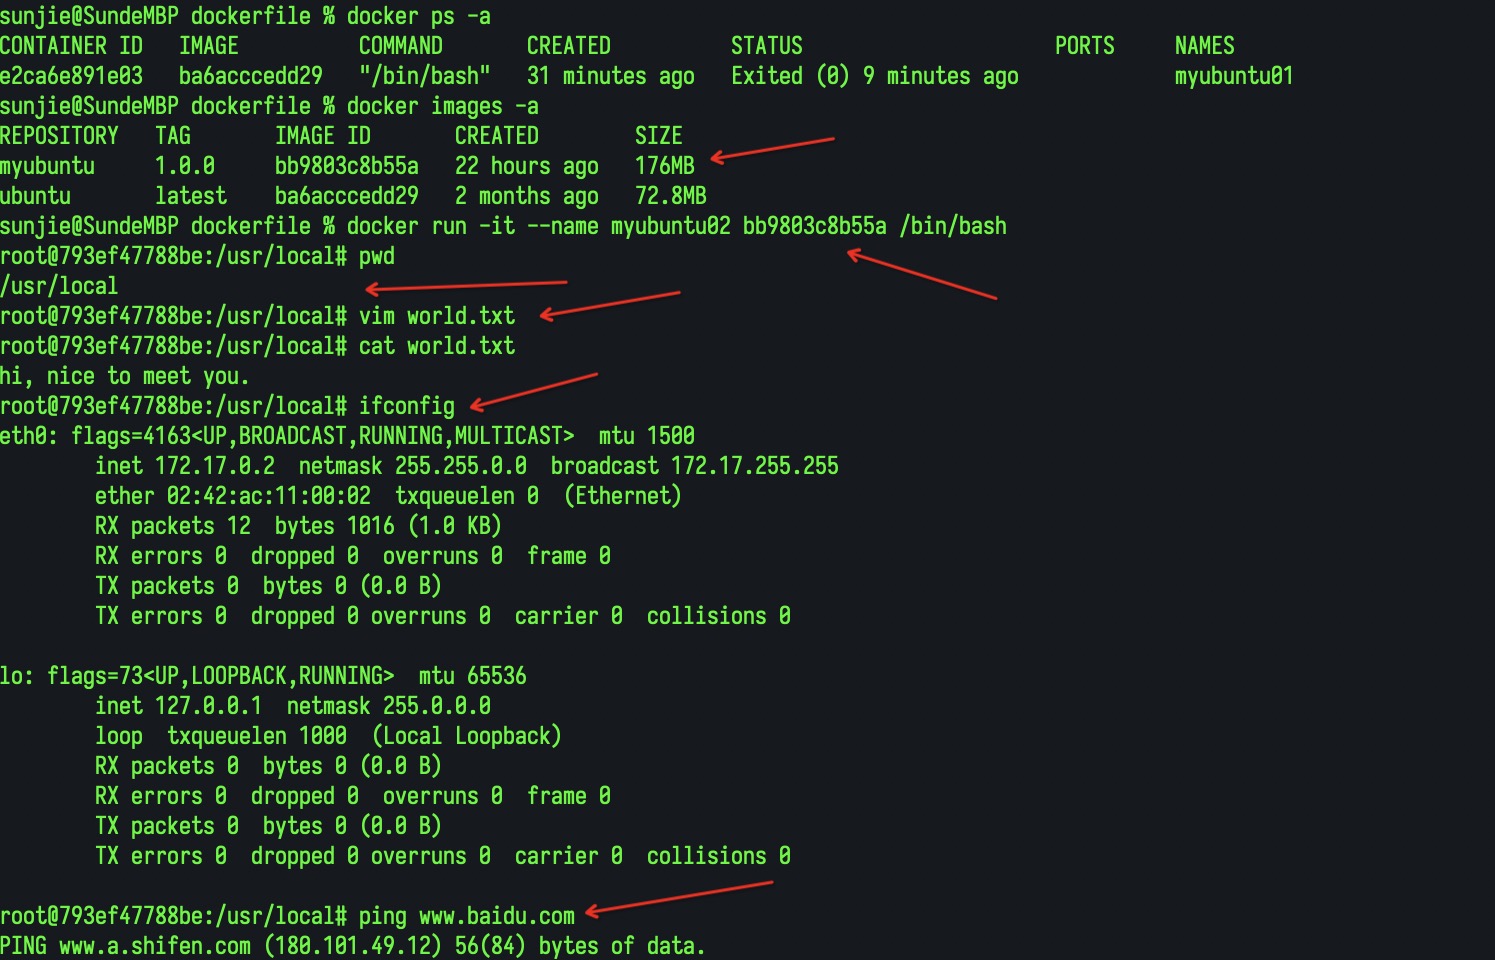 sunjie@SundeMBP dockerfile % docker ps -a
CONTAINER ID   IMAGE          COMMAND       CREATED          STATUS                     PORTS     NAMES
e2ca6e891e03   ba6acccedd29   "/bin/bash"   31 minutes ago   Exited (0) 9 minutes ago             myubuntu01
sunjie@SundeMBP dockerfile % docker images -a
REPOSITORY   TAG       IMAGE ID       CREATED        SIZE
myubuntu     1.0.0     bb9803c8b55a   22 hours ago   176MB
ubuntu       latest    ba6acccedd29   2 months ago   72.8MB
sunjie@SundeMBP dockerfile % docker run -it --name myubuntu02 bb9803c8b55a /bin/bash
root@793ef47788be:/usr/local# pwd
/usr/local
root@793ef47788be:/usr/local# vim world.txt
root@793ef47788be:/usr/local# cat world.txt
hi, nice to meet you.
root@793ef47788be:/usr/local# ifconfig
eth0: flags=4163<UP,BROADCAST,RUNNING,MULTICAST>  mtu 1500
        inet 172.17.0.2  netmask 255.255.0.0  broadcast 172.17.255.255
        ether 02:42:ac:11:00:02  txqueuelen 0  (Ethernet)
        RX packets 12  bytes 1016 (1.0 KB)
        RX errors 0  dropped 0  overruns 0  frame 0
        TX packets 0  bytes 0 (0.0 B)
        TX errors 0  dropped 0 overruns 0  carrier 0  collisions 0

lo: flags=73<UP,LOOPBACK,RUNNING>  mtu 65536
        inet 127.0.0.1  netmask 255.0.0.0
        loop  txqueuelen 1000  (Local Loopback)
        RX packets 0  bytes 0 (0.0 B)
        RX errors 0  dropped 0  overruns 0  frame 0
        TX packets 0  bytes 0 (0.0 B)
        TX errors 0  dropped 0 overruns 0  carrier 0  collisions 0

root@793ef47788be:/usr/local# ping www.baidu.com
PING www.a.shifen.com (180.101.49.12) 56(84) bytes of data.